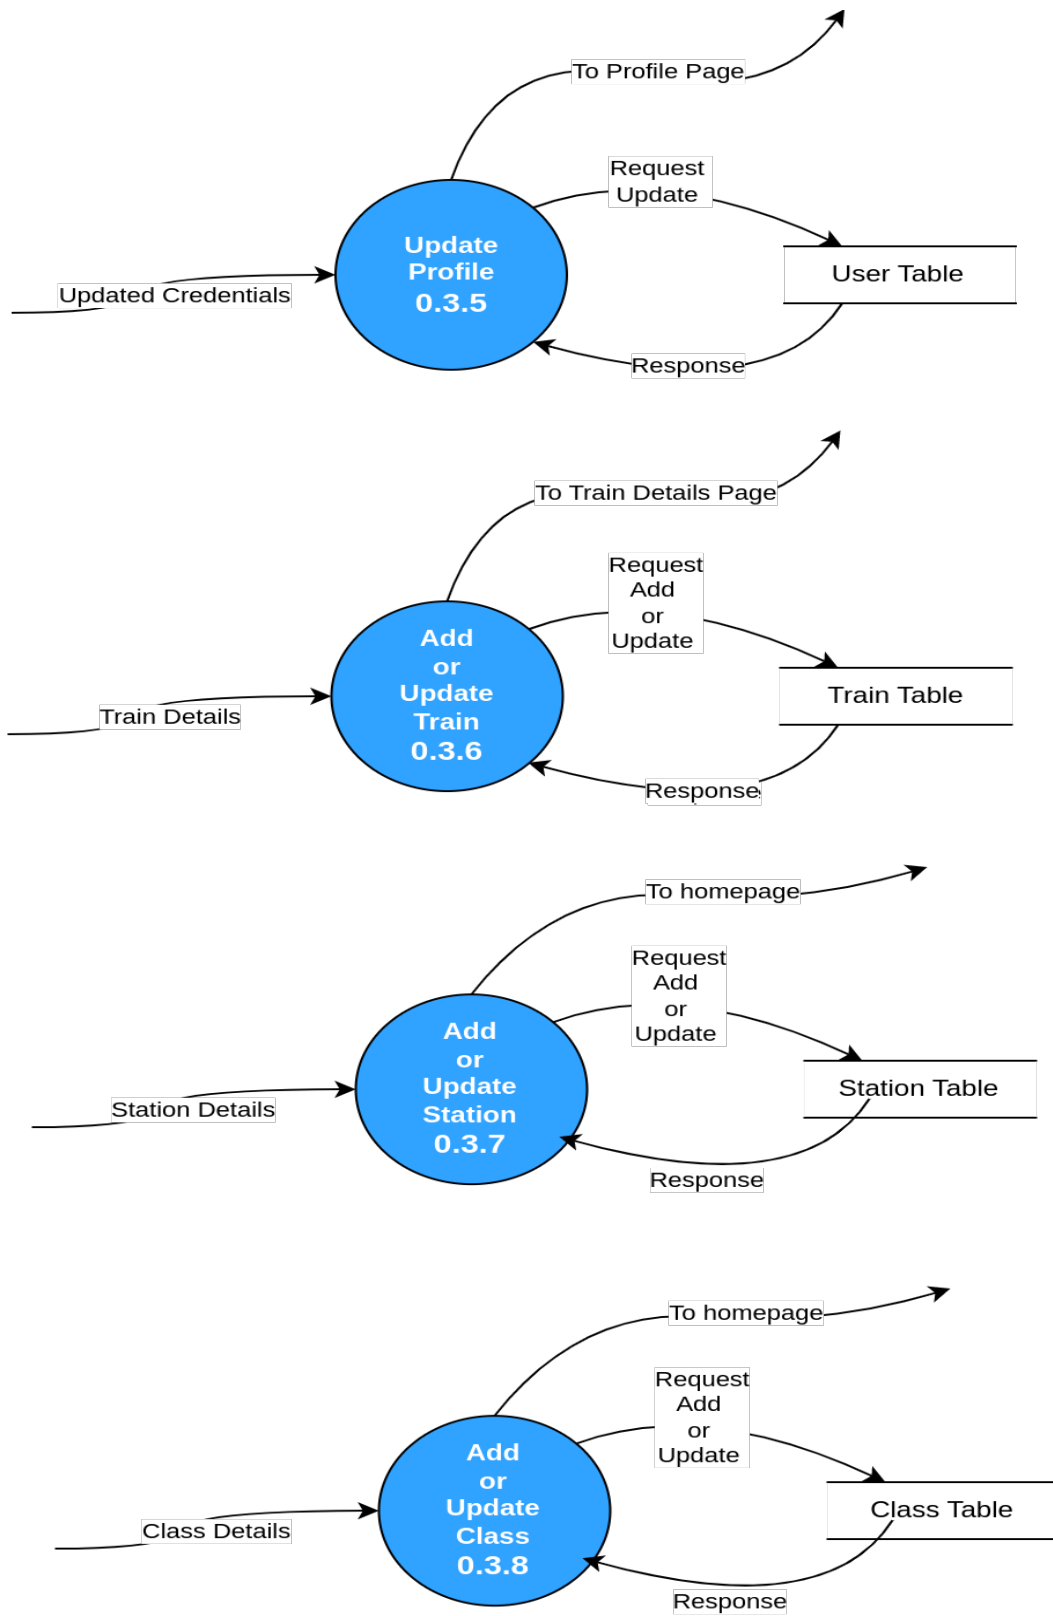 To Profile Page
Request
Update
Update
Profile
0.3.5
User Table
Updated Credentials
Response
To Train Details Page
Request
Add
or
Update
Add
or
Update
Train
0.3.6
Train Table
Train Details
Response
To homepage
Request
Add
or
Update
Add
or
Update
Station
0.3.7
Station Table
Station Details
Response
To homepage
Request
Add
or
Update
Add
or
Update
Class
0.3.8
Class Table
Class Details
Response